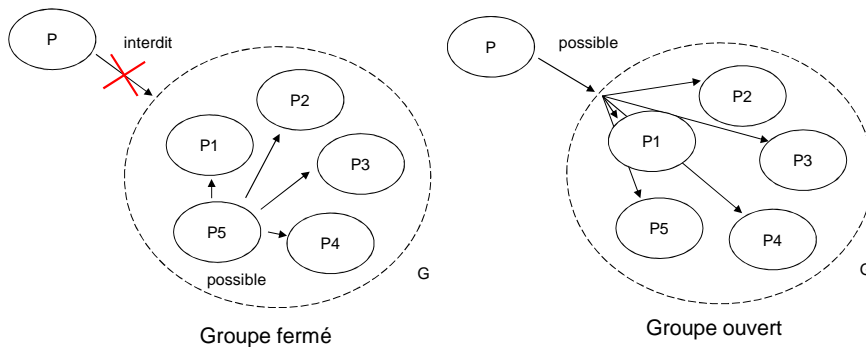 P
interdit
P2
P1
P3
P5
P4
possible
G
Groupe fermé
P
possible
P2
P1
P3
P5
P4
Groupe ouvert